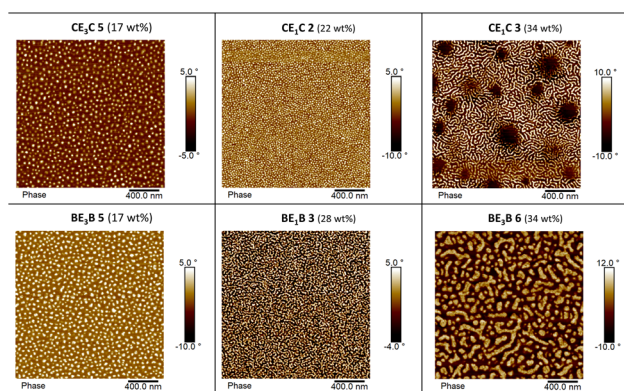 CE₃C 5 (17 wt%)
CE₁C 2 (22 wt%)
CE₁C 3 (34 wt%)
5.0 °
-5.0 °
Phase
400.0 nm
5.0 °
-10.0 °
Phase
400.0 nm
10.0 °
-10.0 °
Phase
400.0 nm
BE₃B 5 (17 wt%)
BE₁B 3 (28 wt%)
BE₃B 6 (34 wt%)
5.0 °
-10.0 °
Phase
400.0 nm
5.0 °
-4.0 °
Phase
400.0 nm
12.0 °
-10.0 °
Phase
400.0 nm